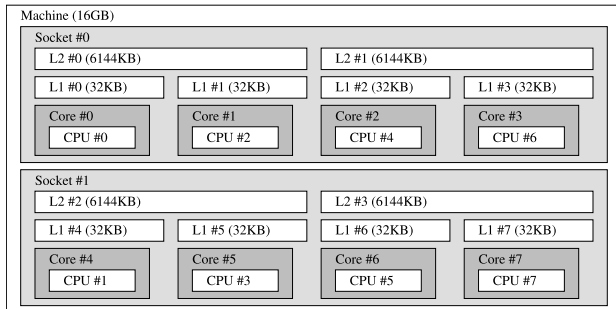 Machine (16GB)
Socket #0
L2 #0 (6144KB) L2 #1 (6144KB)
L1 #0 (32KB) L1 #1 (32KB) L1 #2 (32KB) L1 #3 (32KB)
Core #0 Core #1 Core #2 Core #3
CPU #0 CPU #2 CPU #4 CPU #6
Socket #1
L2 #2 (6144KB) L2 #3 (6144KB)
L1 #4 (32KB) L1 #5 (32KB) L1 #6 (32KB) L1 #7 (32KB)
Core #4 Core #5 Core #6 Core #7
CPU #1 CPU #3 CPU #5 CPU #7